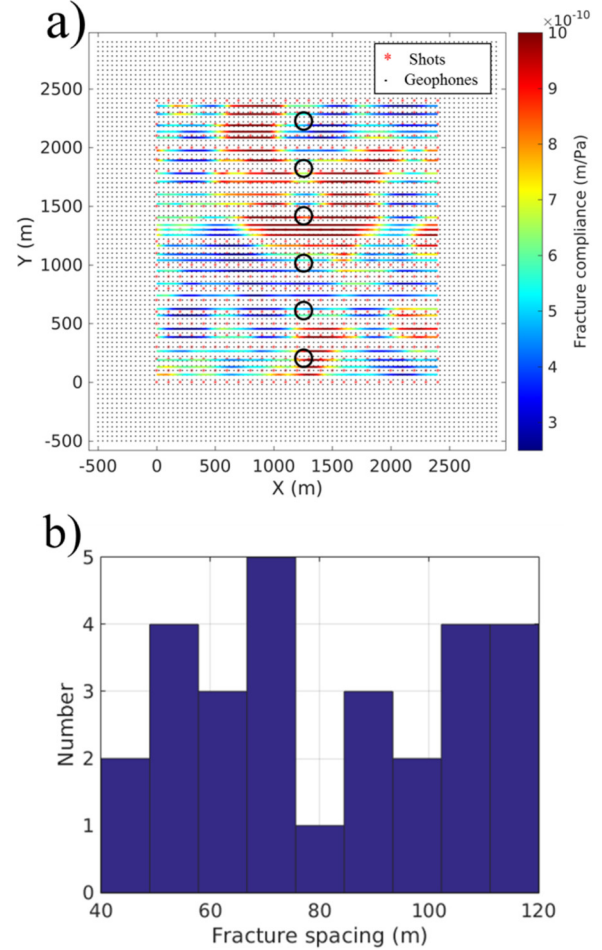 a)
×10⁻¹⁰
* Shots
· Geophones
2500
2000
1500
1000
500
0
-500
Y (m)
-500 0 500 1000 1500 2000 2500
X (m)
10
9
8
7
6
5
4
3
Fracture compliance (m/Pa)
b)
5
4
3
2
1
0
Number
40 60 80 100 120
Fracture spacing (m)